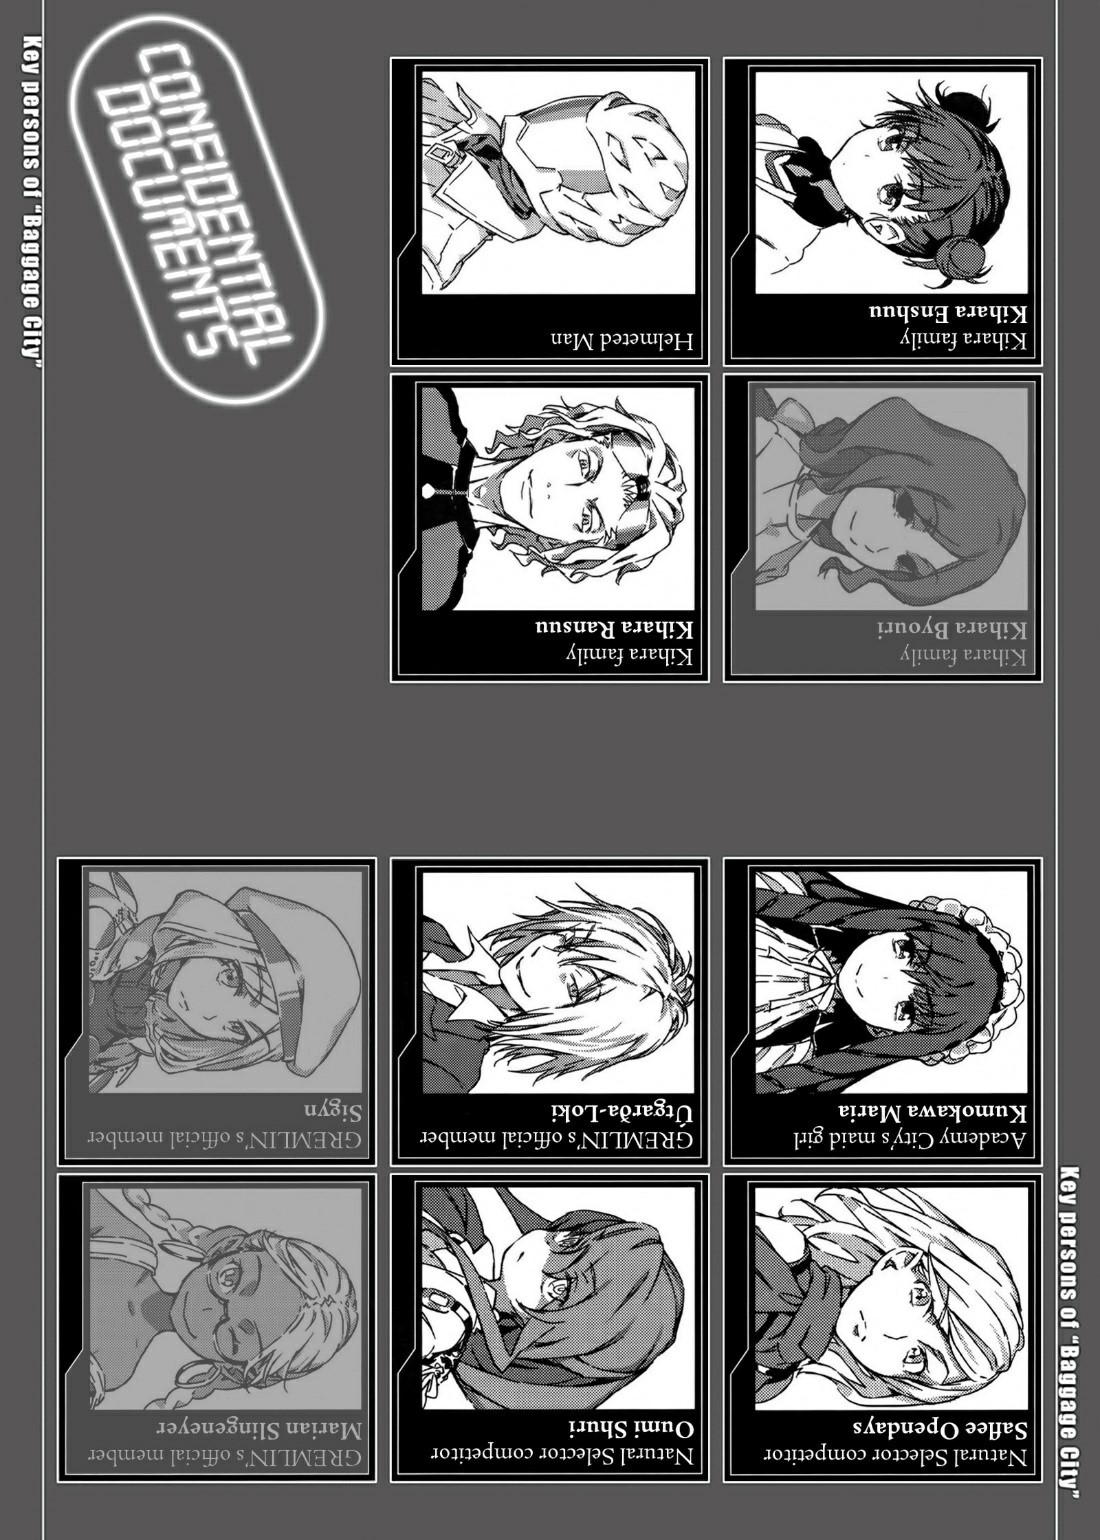 Key persons of "Baggage City"
CONFIDENTIAL
DOCUMENTS
Helmeted Man
Kihara family
Kihara Enshuu
Kihara family
Kihara Ransuu
Kihara family
Kihara Byouri
GREMLIN's official member
Sigyn
GREMLIN's official member
Útgarða-Loki
Academy City's maid girl
Kumokawa Maria
GREMLIN's official member
Marian Slingeneyer
Natural Selector competitor
Oumi Shuri
Natural Selector competitor
Saflee Opendays
Key persons of "Baggage City"